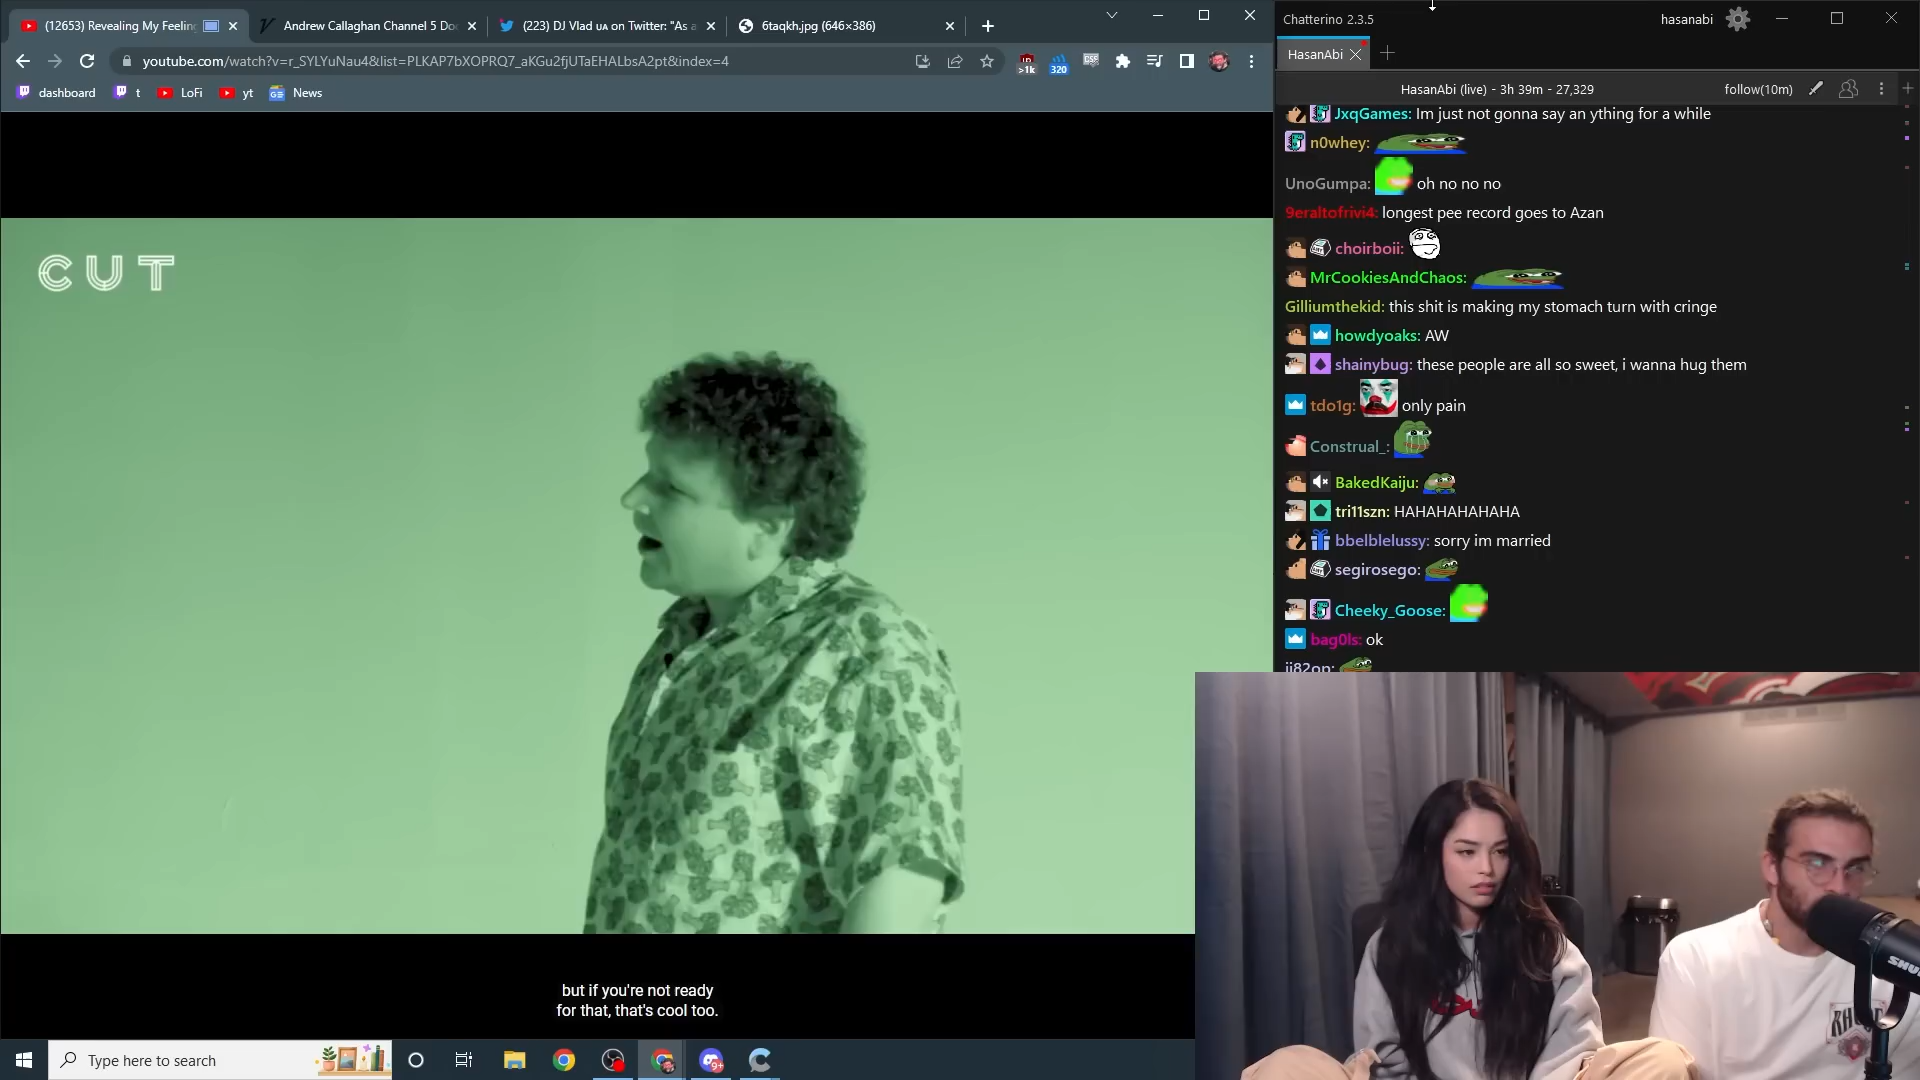 (12653) Revealing My Feeling
Andrew Callaghan Channel 5 Do
(223) DJ Vlad ᴜᴀ on Twitter: "As a
6taqkh.jpg (646×386)
youtube.com/watch?v=r_SYLYuNau4&list=PLKAP7bXOPRQ7_aKGu2fjUTaEHALbsA2pt&index=4
>1k
320
dashboard
t
LoFi
yt
News
CUT
but if you're not ready
for that, that's cool too.
Type here to search
9+
Chatterino 2.3.5
hasanabi
HasanAbi
HasanAbi (live) - 3h 39m - 27,329
follow(10m)
JxqGames: Im just not gonna say an ything for a while
n0whey:
UnoGumpa: oh no no no
9eraltofrivi4: longest pee record goes to Azan
choirboii:
MrCookiesAndChaos:
Gilliumthekid: this shit is making my stomach turn with cringe
howdyoaks: AW
shainybug: these people are all so sweet, i wanna hug them
tdo1g: only pain
Construal_:
BakedKaiju:
tri11szn: HAHAHAHAHAHA
bbelblelussy: sorry im married
segirosego:
Cheeky_Goose:
bag0ls: ok